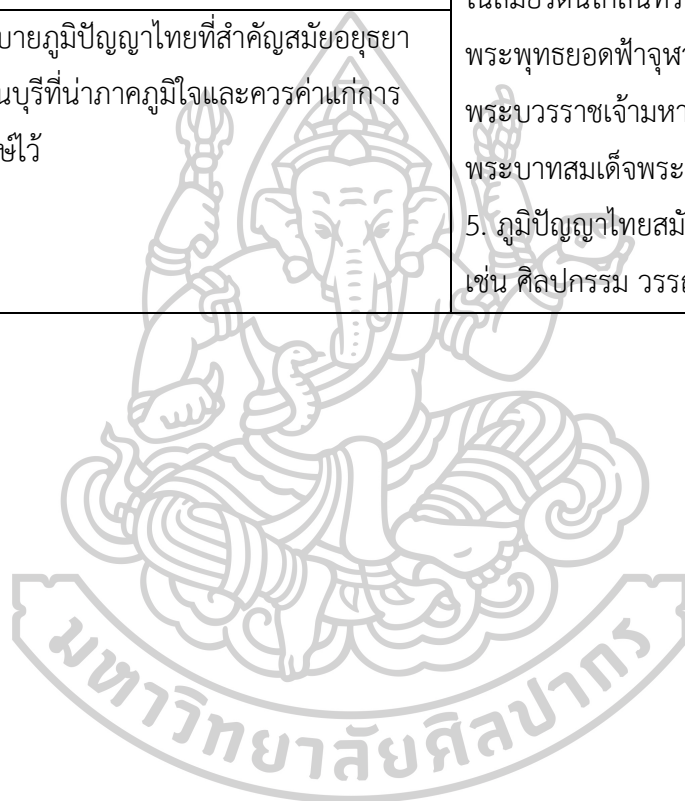 บายภูมิปัญญาไทยที่สำคัญสมัยอยุธยา
นบุรีที่น่าภาคภูมิใจและควรค่าแก่การ
ษ์ไว้
พระพุทธยอดฟ้าจุฬา
พระบวรราชเจ้ามหา
พระบาทสมเด็จพระ
5. ภูมิปัญญาไทยสมั
เช่น ศิลปกรรม วรรณ
มหาวิทยาลัยศิลปากร